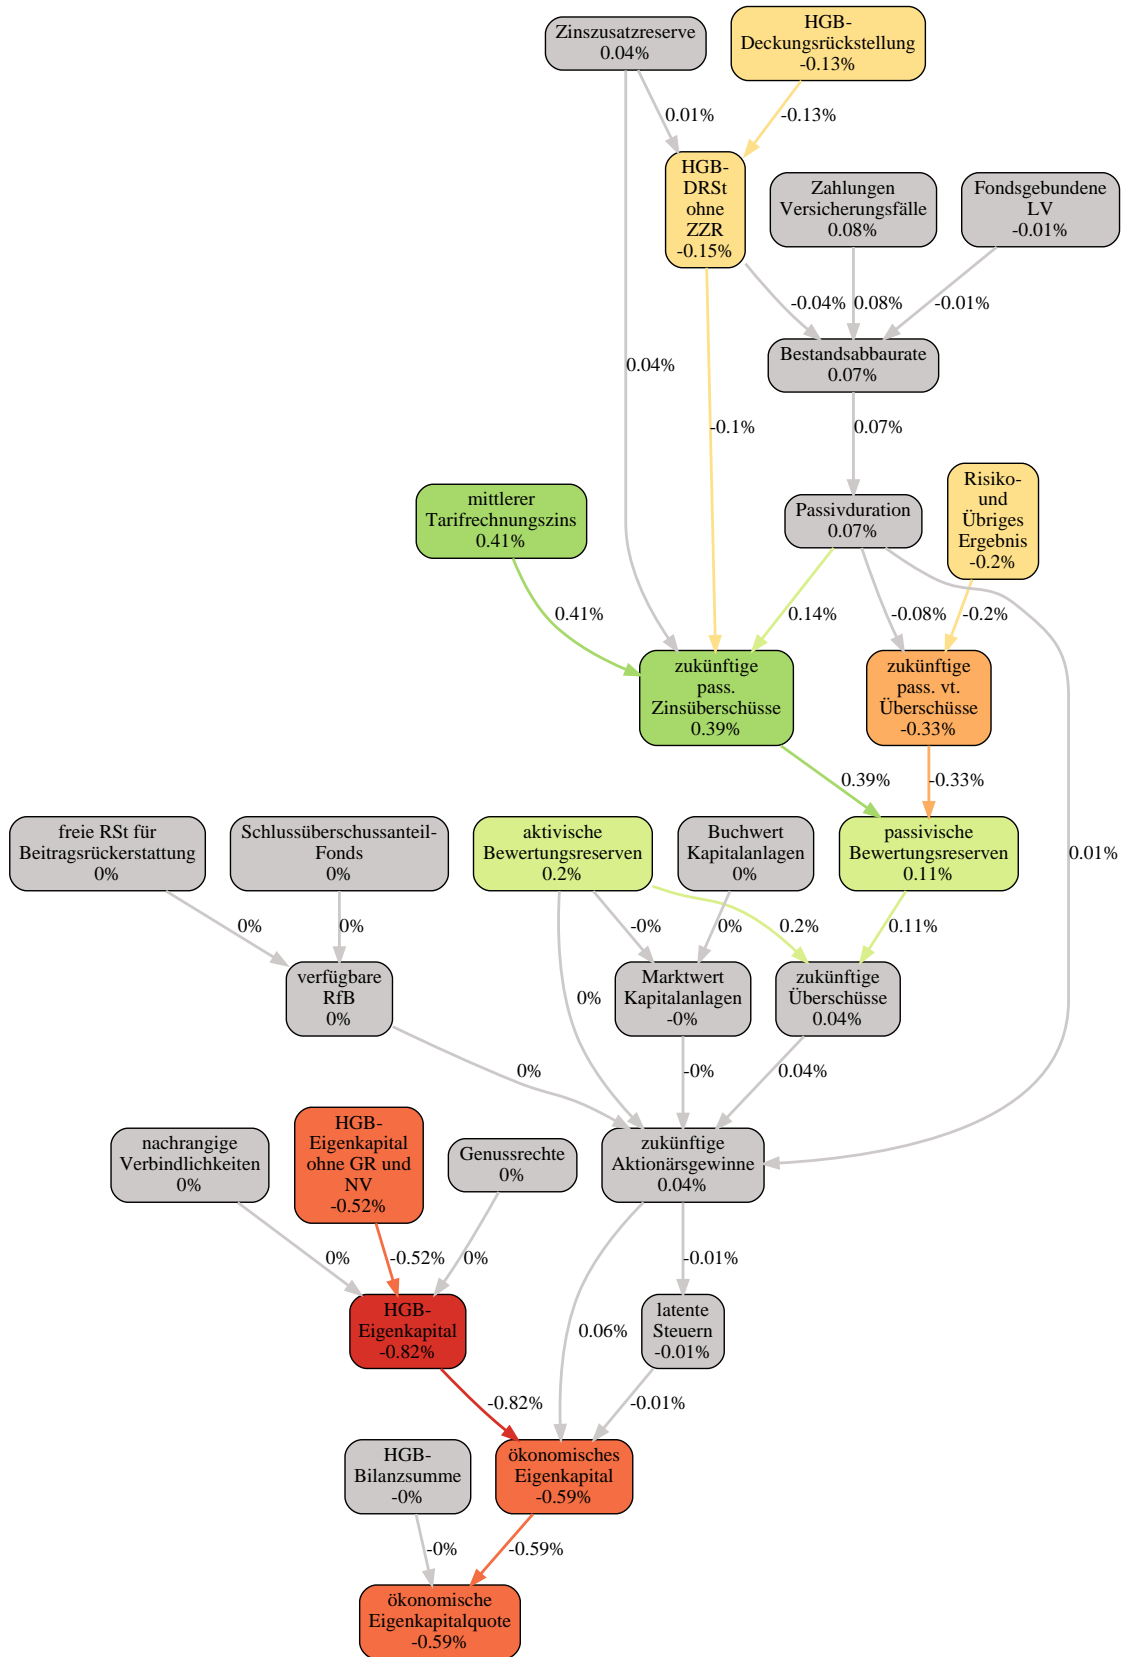 Zinszusatzreserve
0.04%
HGB-
Deckungsrückstellung
-0.13%
0.01%
-0.13%
HGB-
DRSt
ohne
ZZR
-0.15%
Zahlungen
Versicherungsfälle
0.08%
Fondsgebundene
LV
-0.01%
-0.04%
0.08%
-0.01%
Bestandsabbaurate
0.07%
0.04%
-0.1%
0.07%
mittlerer
Tarifrechnungszins
0.41%
Passivduration
0.07%
Risiko-
und
Übriges
Ergebnis
-0.2%
0.41%
0.14%
-0.08%
-0.2%
zukünftige
pass.
Zinsüberschüsse
0.39%
zukünftige
pass. vt.
Überschüsse
-0.33%
0.39%
-0.33%
freie RSt für
Beitragsrückerstattung
0%
Schlussüberschussanteil-
Fonds
0%
aktivische
Bewertungsreserven
0.2%
Buchwert
Kapitalanlagen
0%
passivische
Bewertungsreserven
0.11%
0.01%
0%
0%
-0%
0%
0.2%
0.11%
verfügbare
RfB
0%
0%
Marktwert
Kapitalanlagen
-0%
zukünftige
Überschüsse
0.04%
0%
-0%
0.04%
nachrangige
Verbindlichkeiten
0%
HGB-
Eigenkapital
ohne GR und
NV
-0.52%
Genussrechte
0%
zukünftige
Aktionärsgewinne
0.04%
0%
-0.52%
0%
-0.01%
HGB-
Eigenkapital
-0.82%
0.06%
latente
Steuern
-0.01%
-0.82%
-0.01%
HGB-
Bilanzsumme
-0%
ökonomisches
Eigenkapital
-0.59%
-0%
-0.59%
ökonomische
Eigenkapitalquote
-0.59%